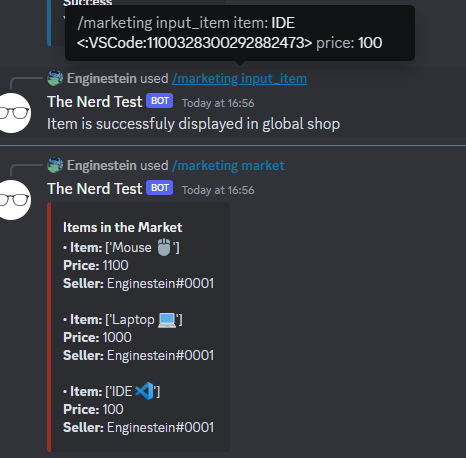 Success
/marketing input_item item: IDE
<:VSCode:1100328300292882473> price: 100
Enginestein used /marketing input_item
The Nerd Test BOT Today at 16:56
Item is successfuly displayed in global shop
Enginestein used /marketing market
The Nerd Test BOT Today at 16:56
Items in the Market
• Item: ['Mouse 🖱️']
Price: 1100
Seller: Enginestein#0001
• Item: ['Laptop 💻']
Price: 1000
Seller: Enginestein#0001
• Item: ['IDE ']
Price: 100
Seller: Enginestein#0001